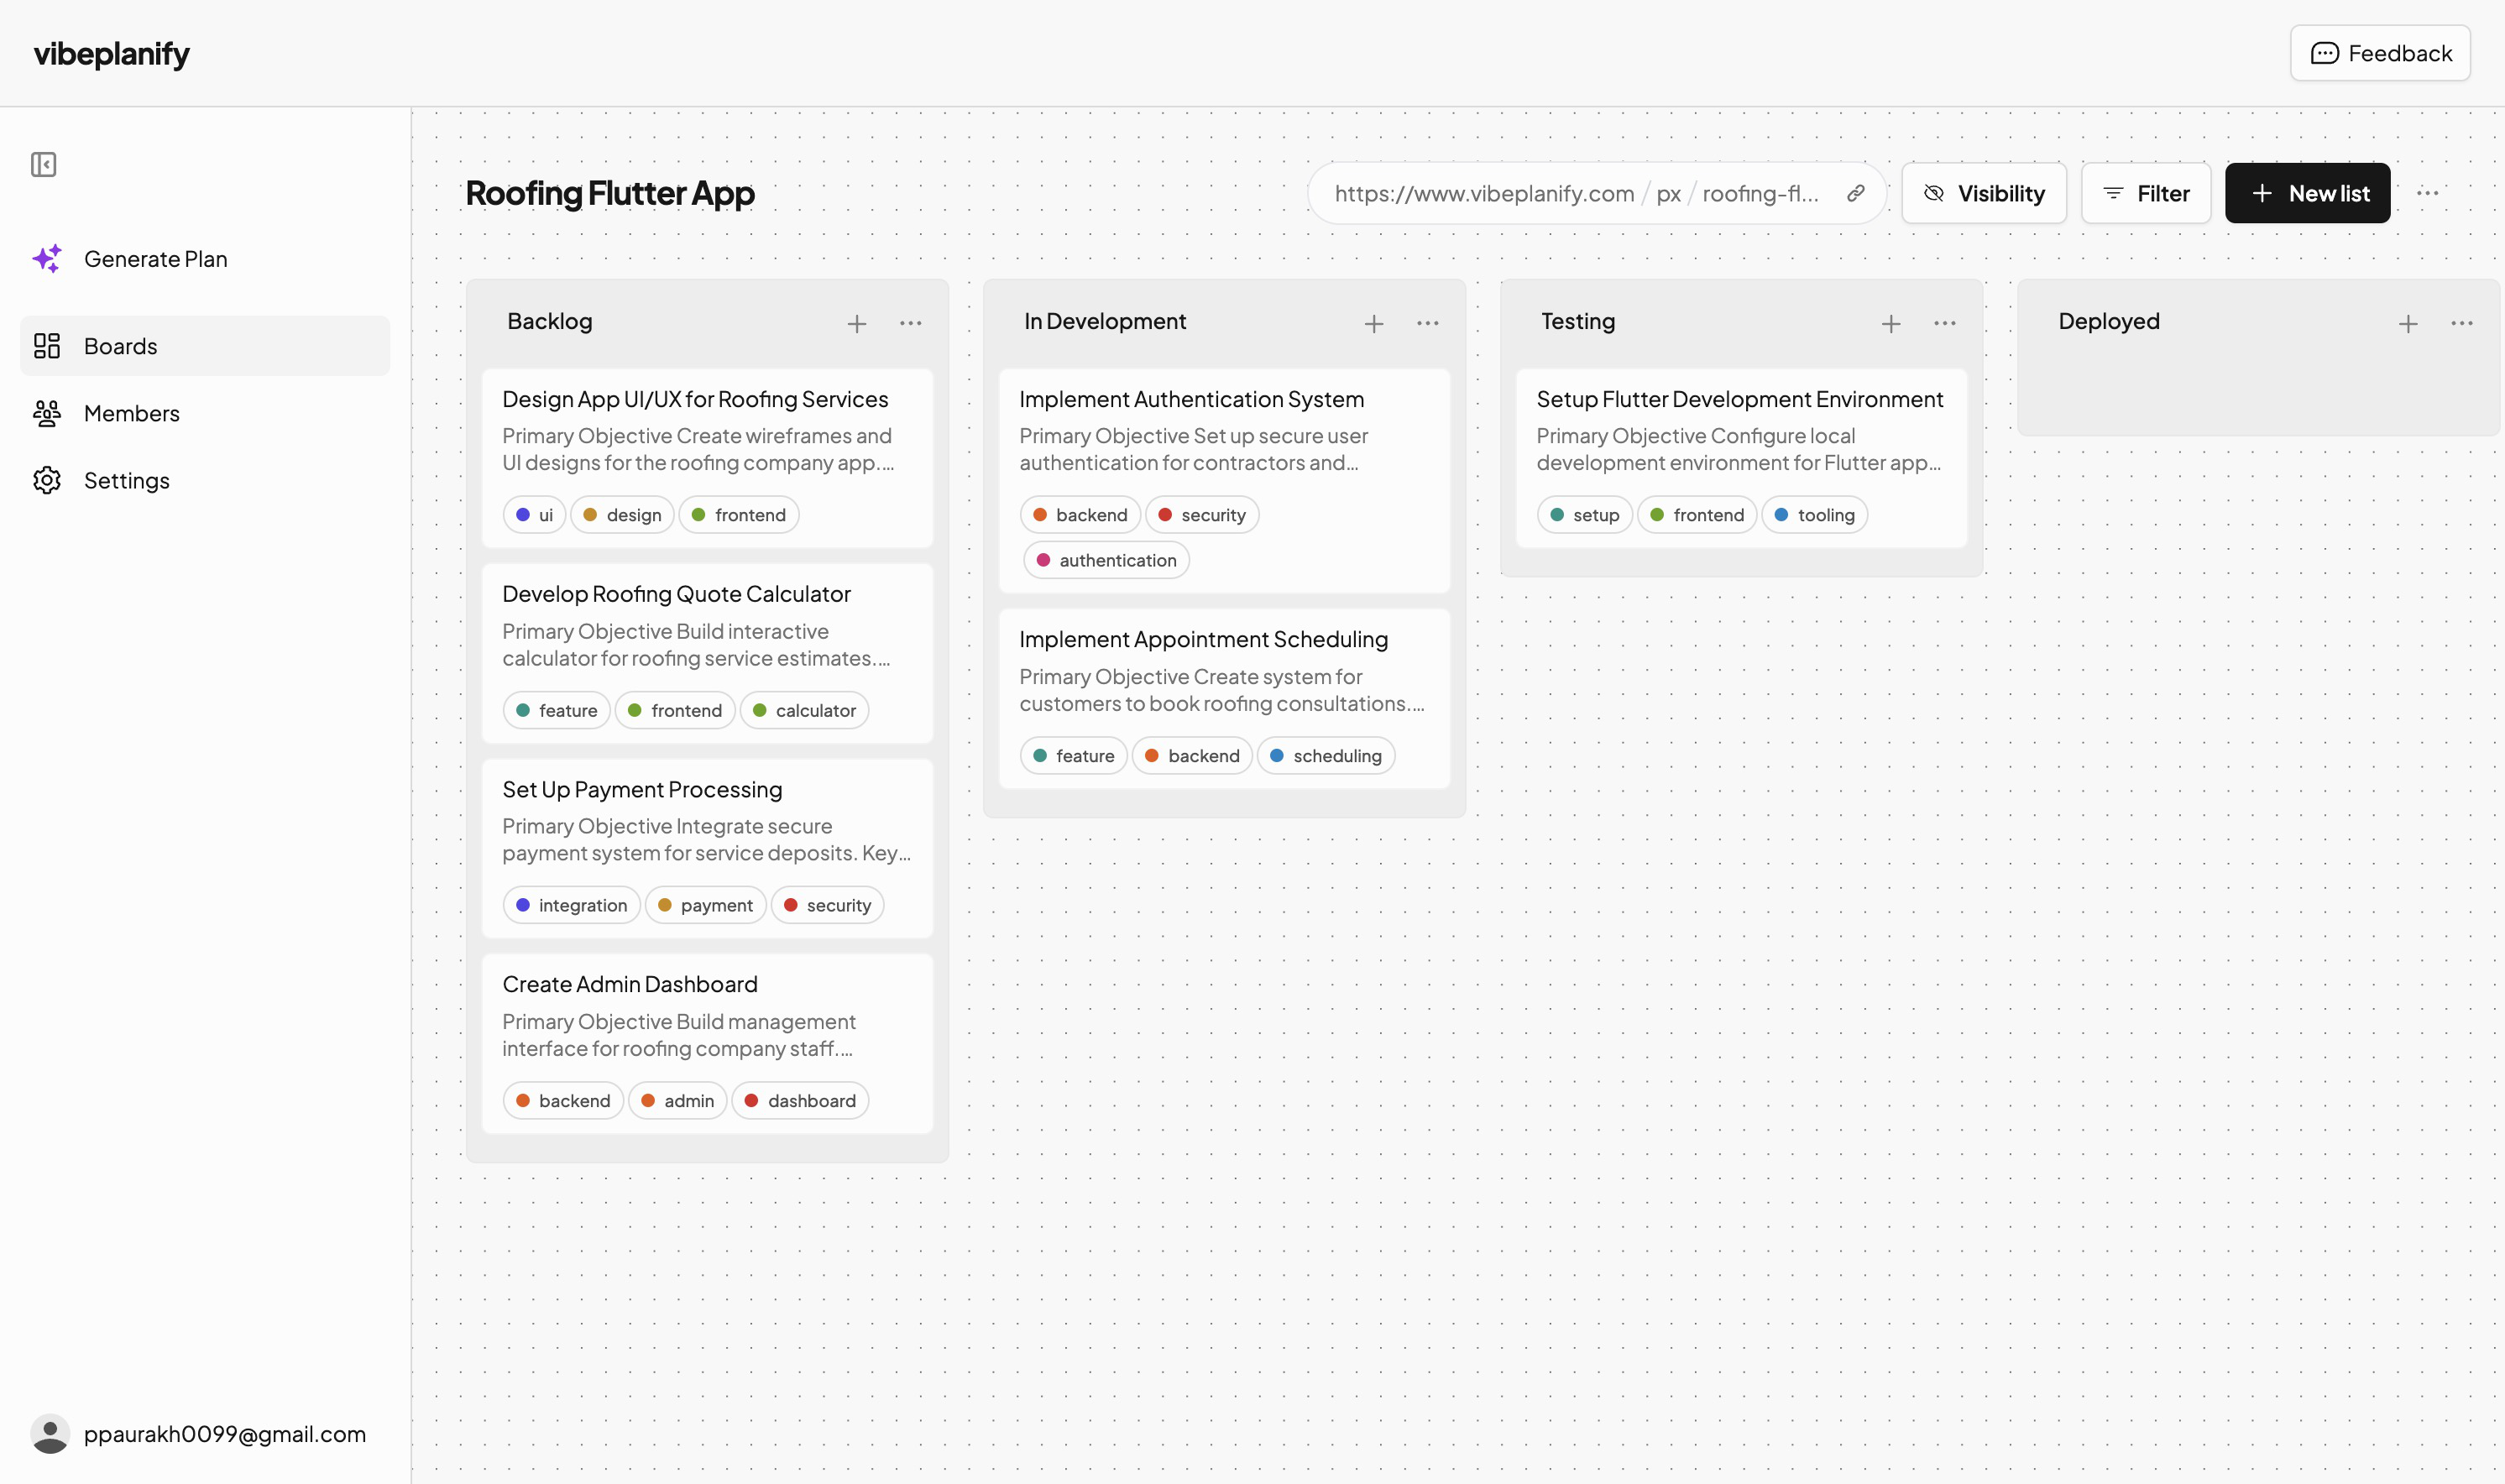 vibeplanify
Feedback
Generate Plan
Boards
Members
Settings
ppaurakh0099@gmail.com
Roofing Flutter App
https://www.vibeplanify.com / px / roofing-fl...
Visibility
Filter
New list
Backlog
Design App UI/UX for Roofing Services
Primary Objective Create wireframes and
UI designs for the roofing company app....
ui
design
frontend
Develop Roofing Quote Calculator
Primary Objective Build interactive
calculator for roofing service estimates....
feature
frontend
calculator
Set Up Payment Processing
Primary Objective Integrate secure
payment system for service deposits. Key...
integration
payment
security
Create Admin Dashboard
Primary Objective Build management
interface for roofing company staff....
backend
admin
dashboard
In Development
Implement Authentication System
Primary Objective Set up secure user
authentication for contractors and...
backend
security
authentication
Implement Appointment Scheduling
Primary Objective Create system for
customers to book roofing consultations....
feature
backend
scheduling
Testing
Setup Flutter Development Environment
Primary Objective Configure local
development environment for Flutter app...
setup
frontend
tooling
Deployed